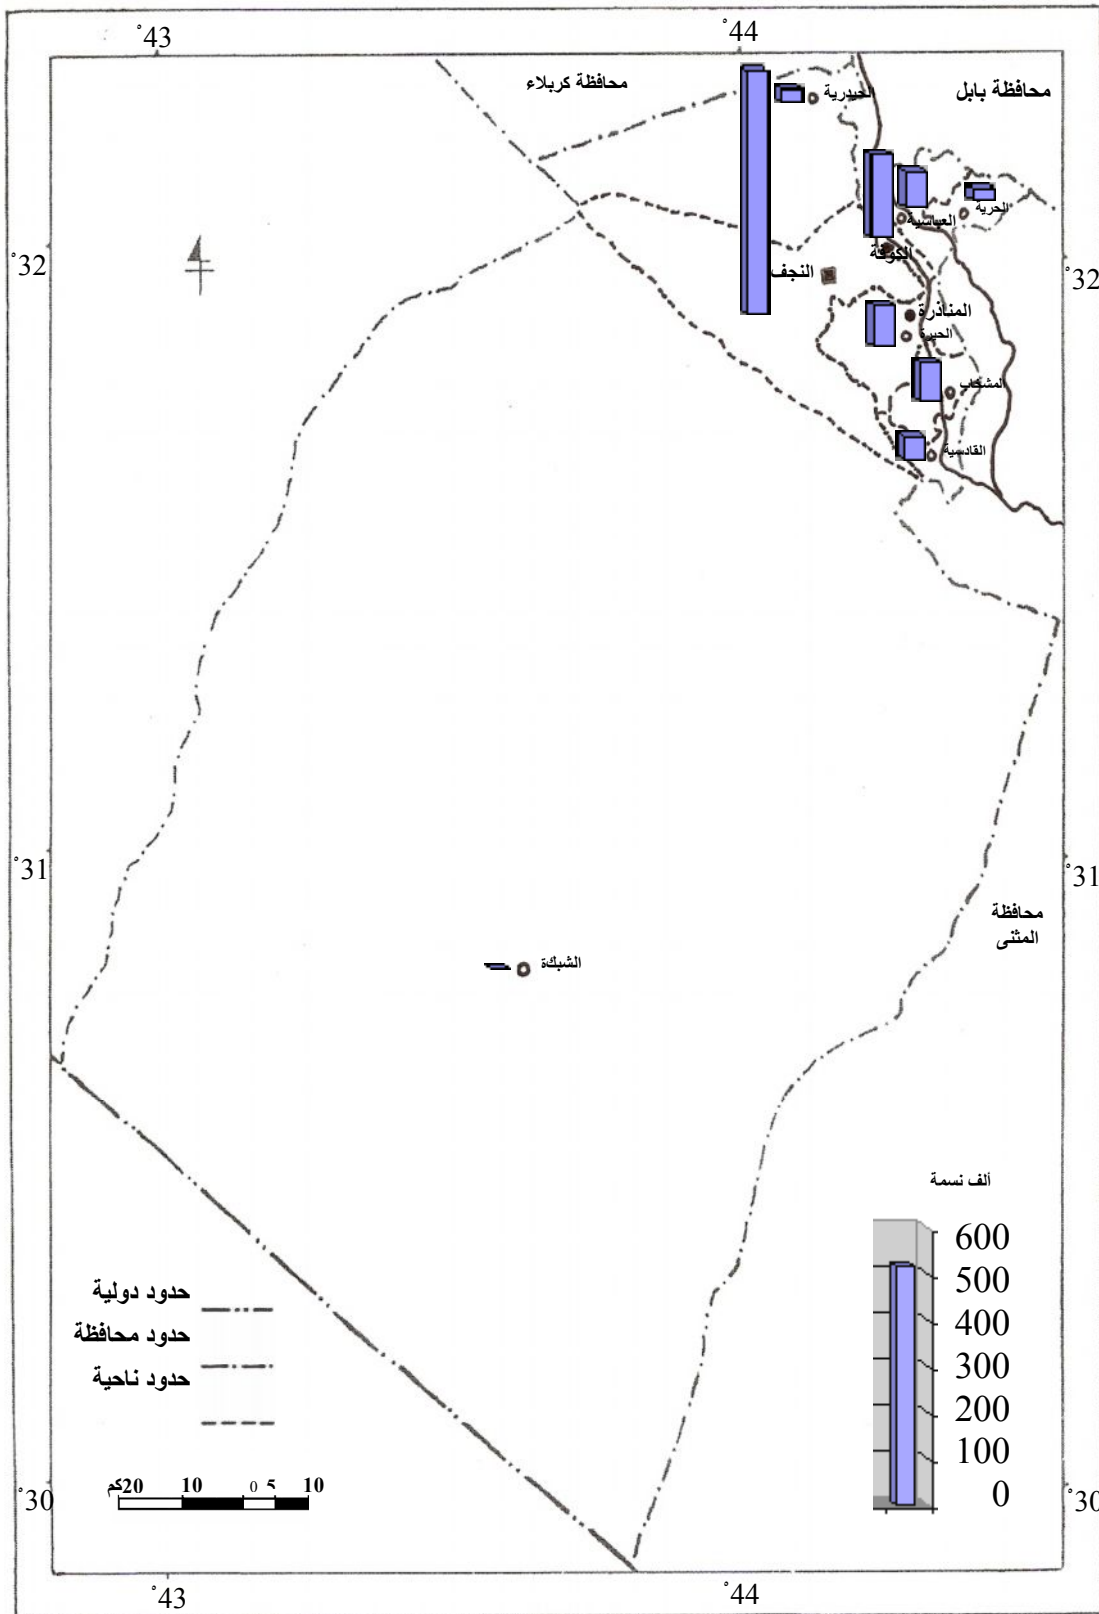 °43
°44
محافظة كربلاء
محافظة بابل
الحيدرية
الحرية
العباسية
الكوفة
°32
النجف
°32
المناذرة
الحيرة
المشخاب
القادسية
°31
°31
محافظة
المثنى
الشبكة
ألف نسمة
600
500
400
300
200
100
0
حدود دولية
حدود محافظة
حدود ناحية
كم20 10 0 5 10
°30
°30
°43
°44